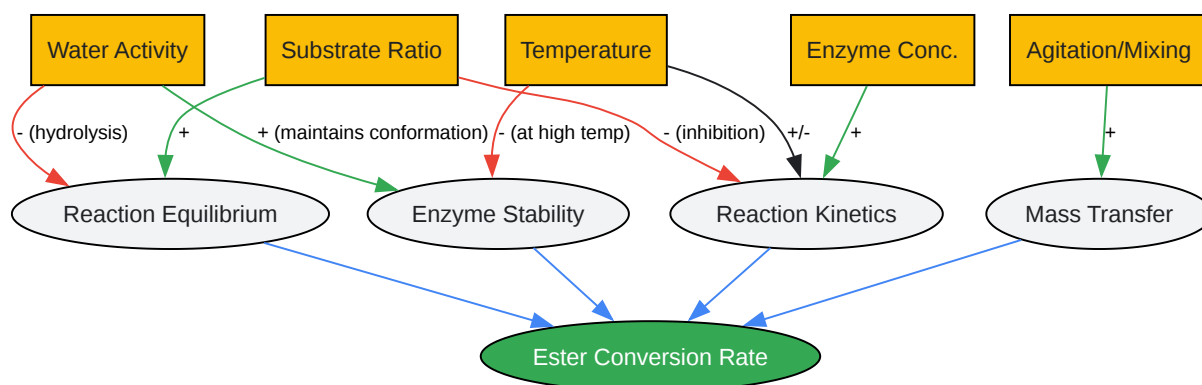 Water Activity
Substrate Ratio
Temperature
Enzyme Conc.
Agitation/Mixing
- (hydrolysis)
+
+ (maintains conformation)
- (at high temp)
- (inhibition)
+/-
+
+
Reaction Equilibrium
Enzyme Stability
Reaction Kinetics
Mass Transfer
Ester Conversion Rate